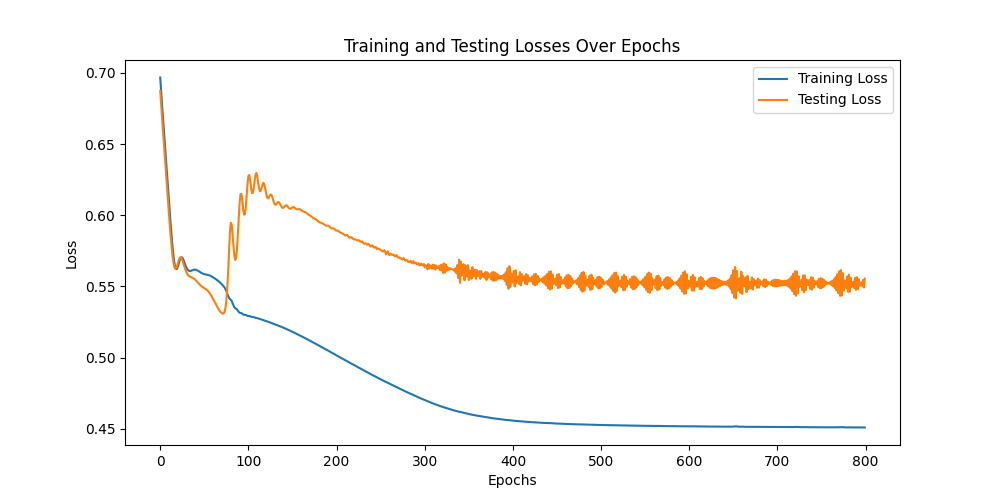 Training and Testing Losses Over Epochs
Training Loss
Testing Loss
0.70
0.65
0.60
0.55
0.50
0.45
Loss
0 100 200 300 400 500 600 700 800
Epochs